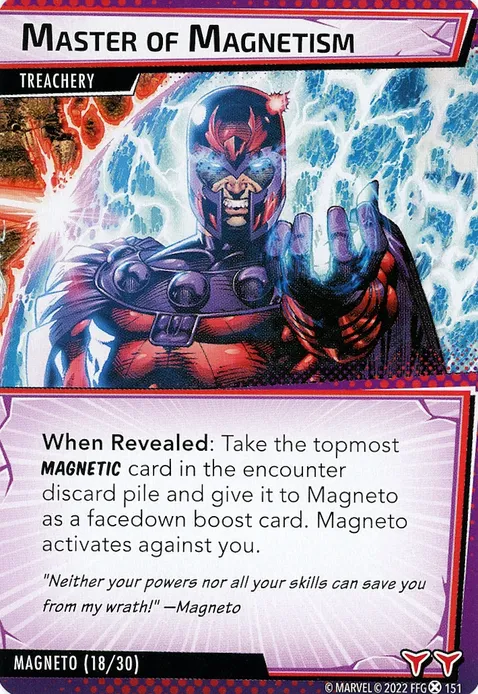 MASTER OF MAGNETISM
TREACHERY
When Revealed: Take the topmost
MAGNETIC card in the encounter
discard pile and give it to Magneto
as a facedown boost card. Magneto
activates against you.
"Neither your powers nor all your skills can save you
from my wrath!" —Magneto
MAGNETO (18/30)
© MARVEL © 2022 FFG 151